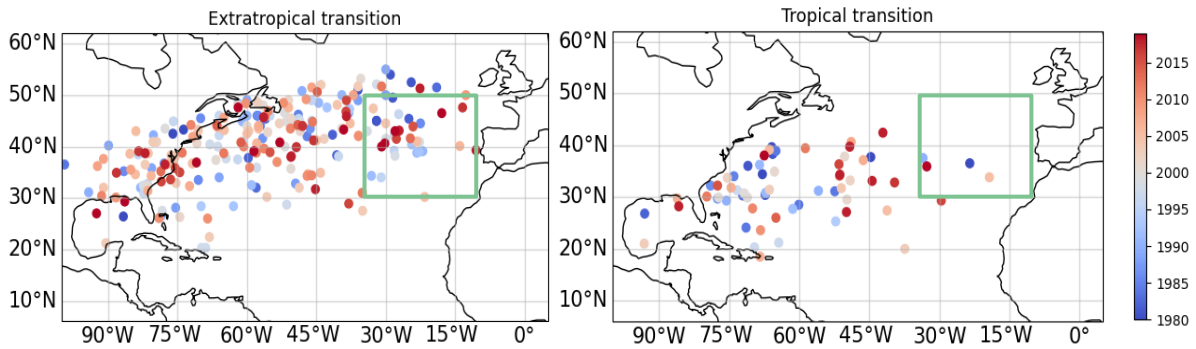 Extratropical transition
60°N
50°N
40°N
30°N
20°N
10°N
90°W 75°W 60°W 45°W 30°W 15°W 0°
Tropical transition
60°N
50°N
40°N
30°N
20°N
10°N
90°W 75°W 60°W 45°W 30°W 15°W 0°
2015
2010
2005
2000
1995
1990
1985
1980